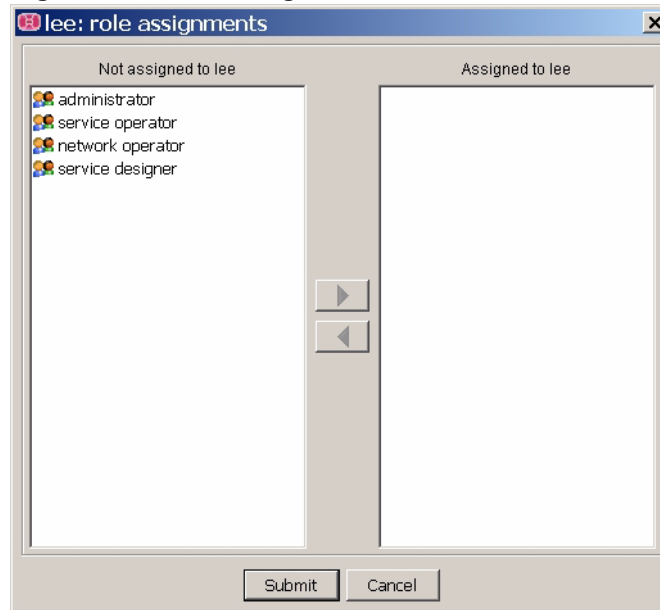 lee: role assignments
Not assigned to lee
Assigned to lee
administrator
service operator
network operator
service designer
Submit
Cancel